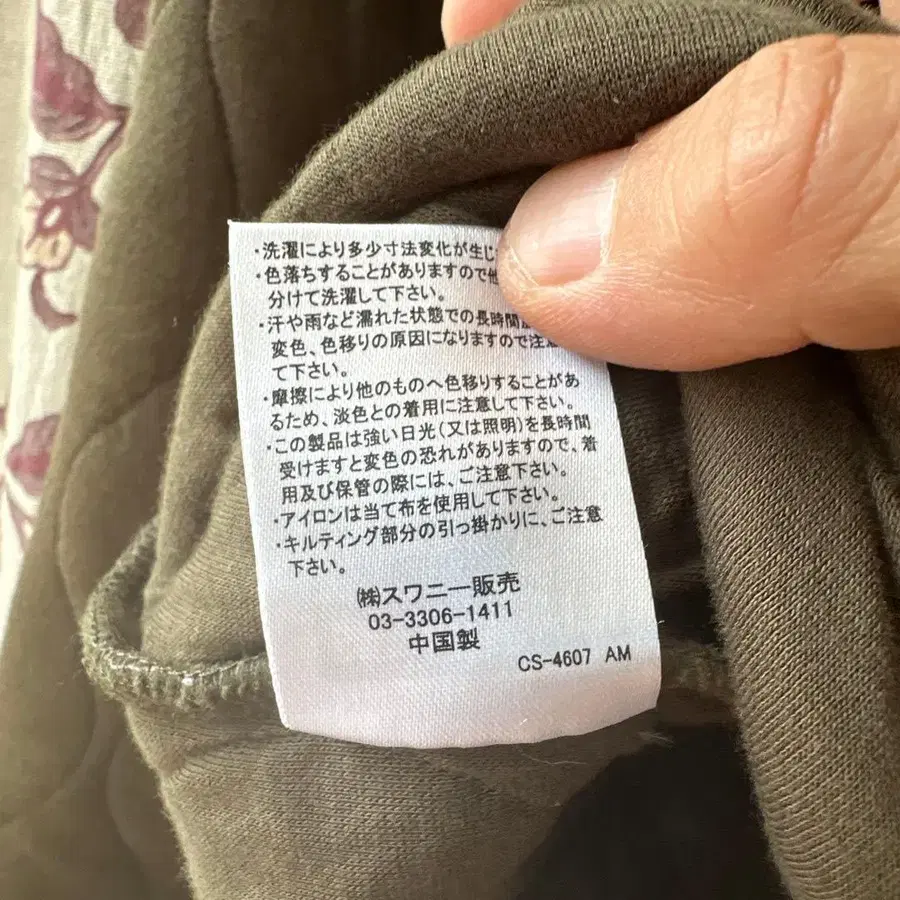 ・洗濯により多少寸法変化が生じ
・色落ちすることがありますので他
分けて洗濯して下さい。
・汗や雨など濡れた状態での長時間
変色、色移りの原因になりますので注意
て下さい。
・摩擦により他のものへ色移りすることがあ
るため、淡色との着用に注意して下さい。
・この製品は強い日光(又は照明)を長時間
受けますと変色の恐れがありますので、着
用及び保管の際には、ご注意下さい。
・アイロンは当て布を使用して下さい。
・キルティング部分の引っ掛かりに、ご注意
下さい。
㈱スワニー販売
03-3306-1411
中国製
CS-4607 AM